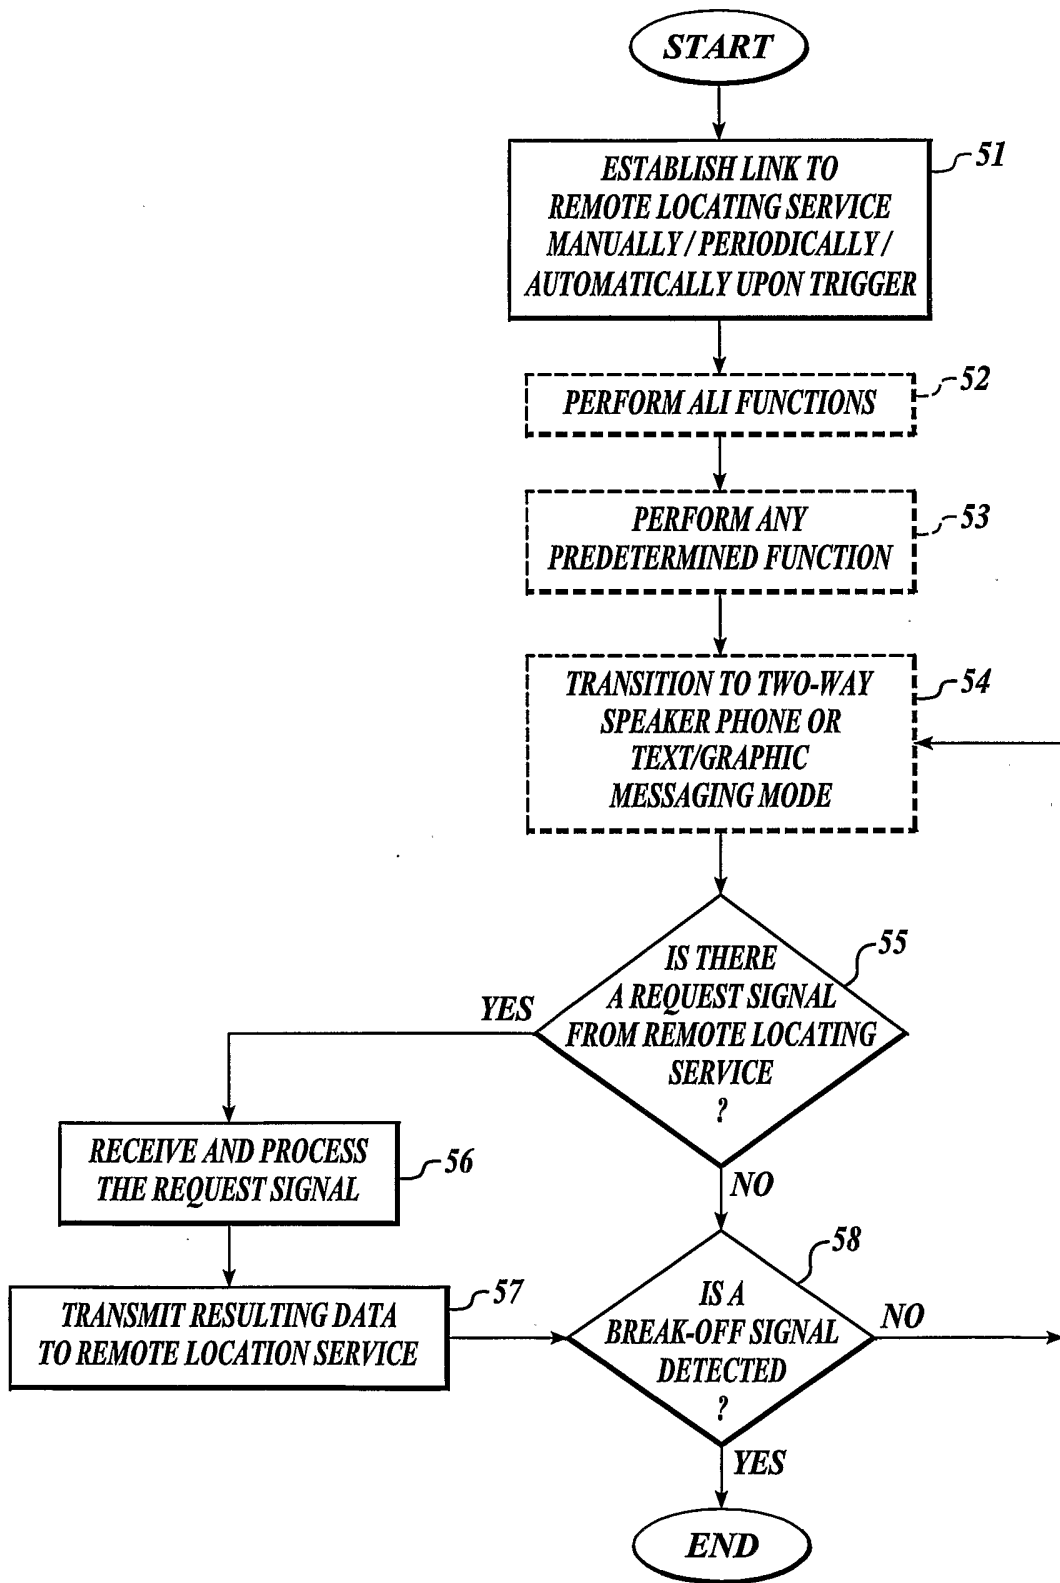 START
ESTABLISH LINK TO
REMOTE LOCATING SERVICE
MANUALLY / PERIODICALLY /
AUTOMATICALLY UPON TRIGGER
51
PERFORM ALI FUNCTIONS
52
PERFORM ANY
PREDETERMINED FUNCTION
53
TRANSITION TO TWO-WAY
SPEAKER PHONE OR
TEXT/GRAPHIC
MESSAGING MODE
54
IS THERE
A REQUEST SIGNAL
FROM REMOTE LOCATING
SERVICE
?
55
YES
NO
RECEIVE AND PROCESS
THE REQUEST SIGNAL
56
TRANSMIT RESULTING DATA
TO REMOTE LOCATION SERVICE
57
IS A
BREAK-OFF SIGNAL
DETECTED
?
58
NO
YES
END